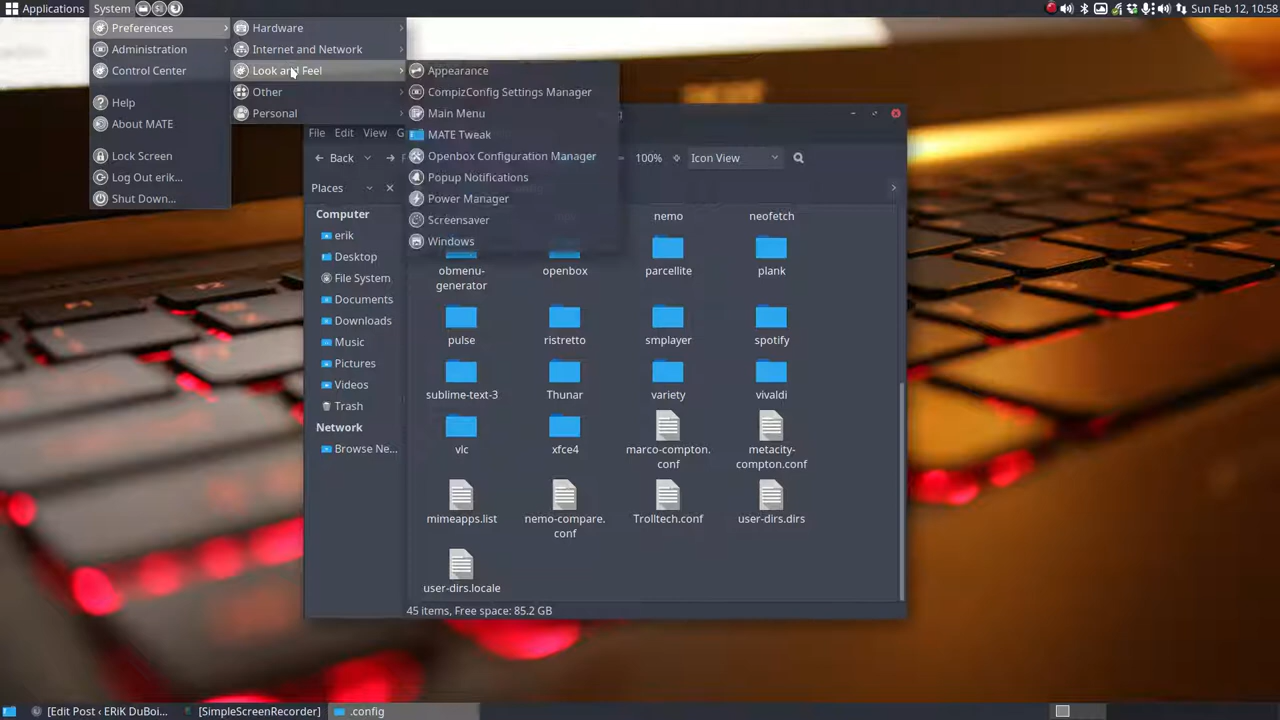 Applications System Sun Feb 12, 10:58
Preferences
Administration
Control Center
Help
About MATE
Lock Screen
Log Out erik...
Shut Down...
Hardware
Internet and Network
Look and Feel
Other
Personal
Appearance
CompizConfig Settings Manager
Main Menu
MATE Tweak
Openbox Configuration Manager
Popup Notifications
Power Manager
Screensaver
Windows
File Edit View
Back 100% Icon View
Places
Computer
erik
Desktop
File System
Documents
Downloads
Music
Pictures
Videos
Trash
Network
Browse Ne...
nemo neofetch
obmenu-
generator
openbox parcellite plank
pulse ristretto smplayer spotify
sublime-text-3 Thunar variety vivaldi
vlc xfce4
marco-compton.
conf
metacity-
compton.conf
mimeapps.list
nemo-compare.
conf
Trolltech.conf user-dirs.dirs
user-dirs.locale
45 items, Free space: 85.2 GB
[Edit Post ‹ ERiK DuBoi... [SimpleScreenRecorder] .config